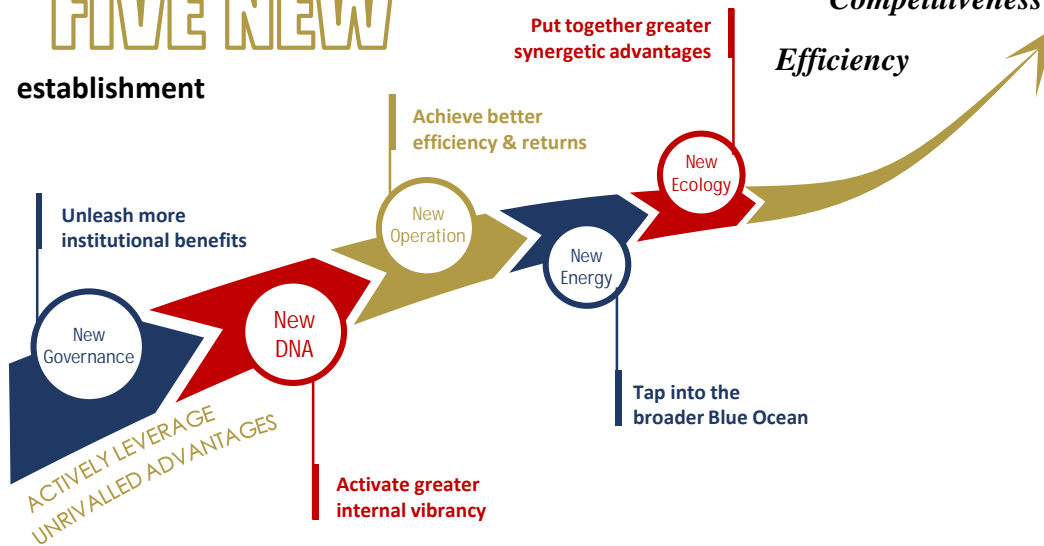 FIVE NEW
establishment
Competitiveness
Efficiency
Put together greater
synergetic advantages
Achieve better
efficiency & returns
Unleash more
institutional benefits
New
Governance
New
DNA
New
Operation
New
Energy
New
Ecology
Tap into the
broader Blue Ocean
Activate greater
internal vibrancy
ACTIVELY LEVERAGE
UNRIVALLED ADVANTAGES